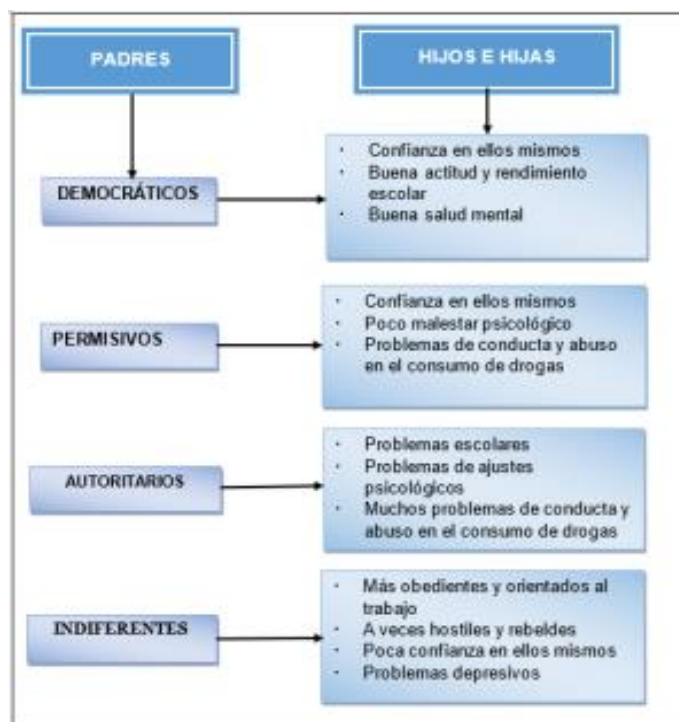 PADRES
HIJOS E HIJAS
DEMOCRÁTICOS
· Confianza en ellos mismos
· Buena actitud y rendimiento
escolar
· Buena salud mental
PERMISIVOS
· Confianza en ellos mismos
· Poco malestar psicológico
· Problemas de conducta y abuso
en el consumo de drogas
AUTORITARIOS
· Problemas escolares
· Problemas de ajustes
psicológicos
· Muchos problemas de conducta y
abuso en el consumo de drogas
INDIFERENTES
· Más obedientes y orientados al
trabajo
· A veces hostiles y rebeldes
· Poca confianza en ellos mismos
· Problemas depresivos